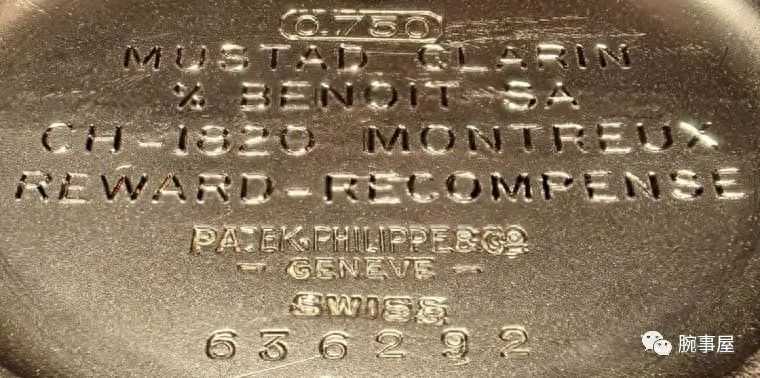 0.750
MUSTAD CLARIN
℅ BENOIT SA
CH-1820 MONTREUX
REWARD-RECOMPENSE
PATEK, PHILIPPE & Co
- GENEVE -
SWISS
636292
腕事屋